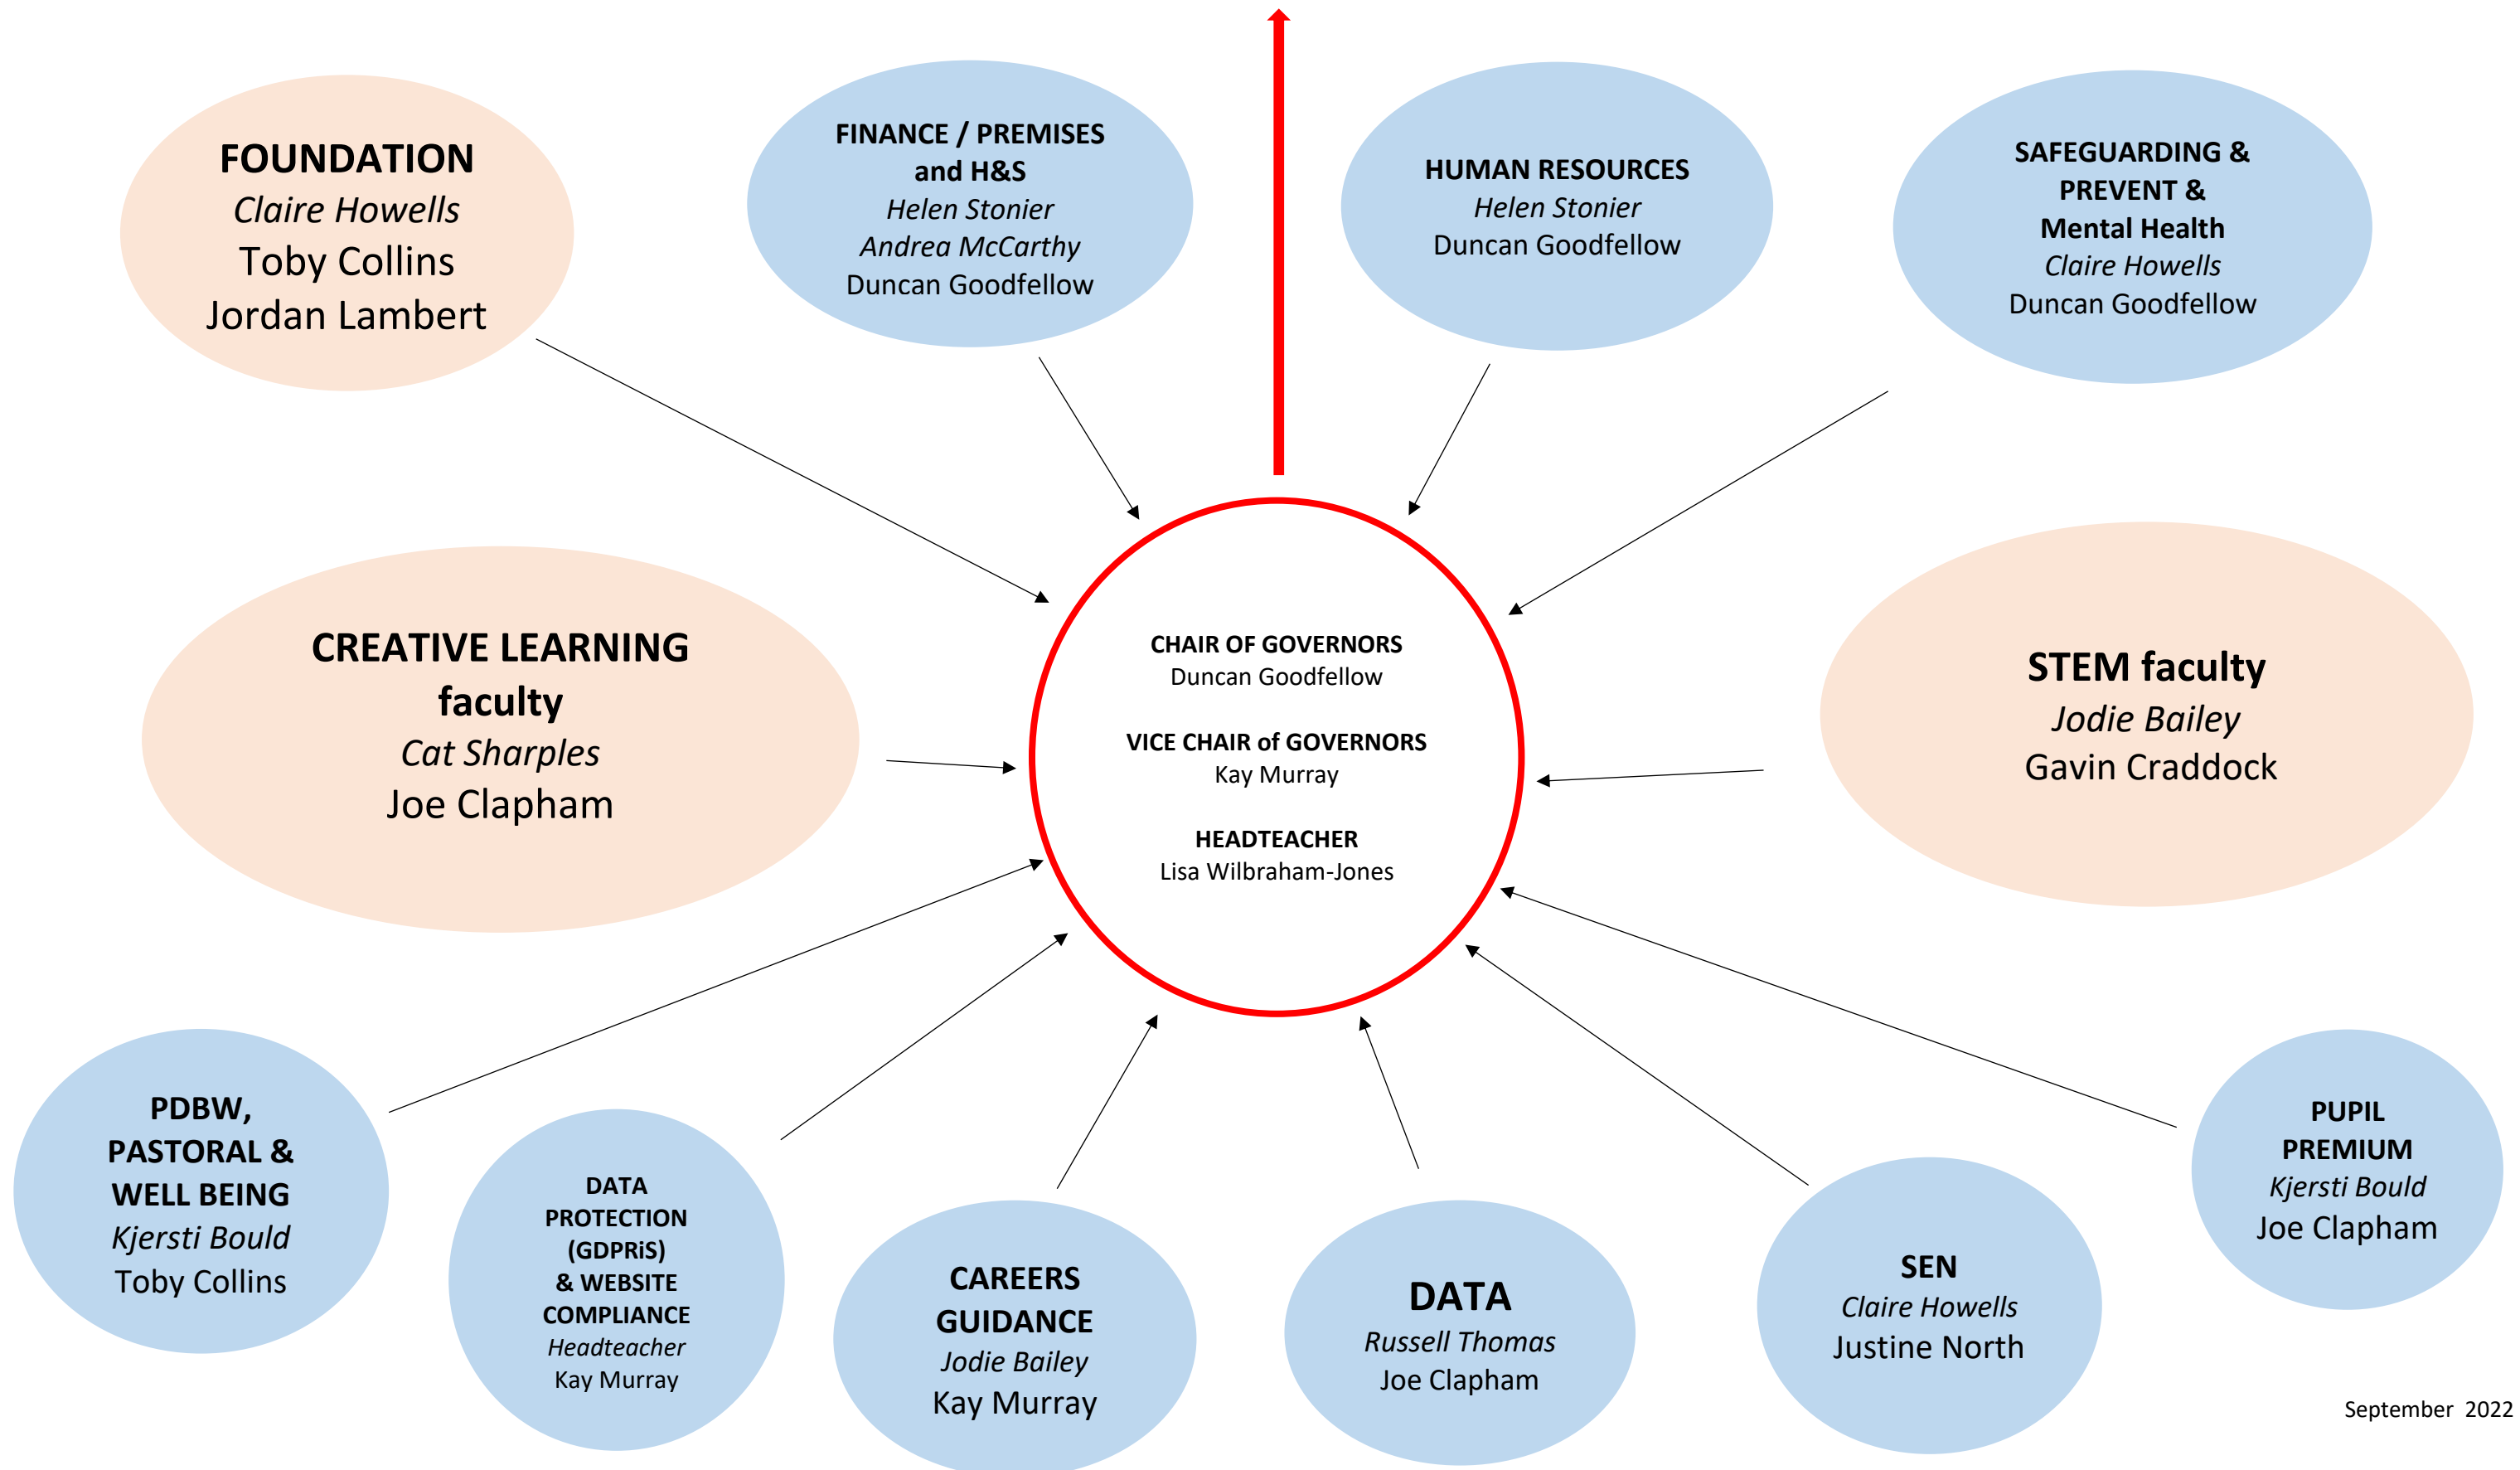 FOUNDATION
Claire Howells
Toby Collins
Jordan Lambert
FINANCE / PREMISES
and H&S
Helen Stonier
Andrea McCarthy
Duncan Goodfellow
HUMAN RESOURCES
Helen Stonier
Duncan Goodfellow
SAFEGUARDING &
PREVENT &
Mental Health
Claire Howells
Duncan Goodfellow
CREATIVE LEARNING
faculty
Cat Sharples
Joe Clapham
CHAIR OF GOVERNORS
Duncan Goodfellow
VICE CHAIR of GOVERNORS
Kay Murray
HEADTEACHER
Lisa Wilbraham-Jones
STEM faculty
Jodie Bailey
Gavin Craddock
PDBW,
PASTORAL &
WELL BEING
Kjersti Bould
Toby Collins
DATA
PROTECTION
(GDPRiS)
& WEBSITE
COMPLIANCE
Headteacher
Kay Murray
CAREERS
GUIDANCE
Jodie Bailey
Kay Murray
DATA
Russell Thomas
Joe Clapham
SEN
Claire Howells
Justine North
PUPIL
PREMIUM
Kjersti Bould
Joe Clapham
September 2022